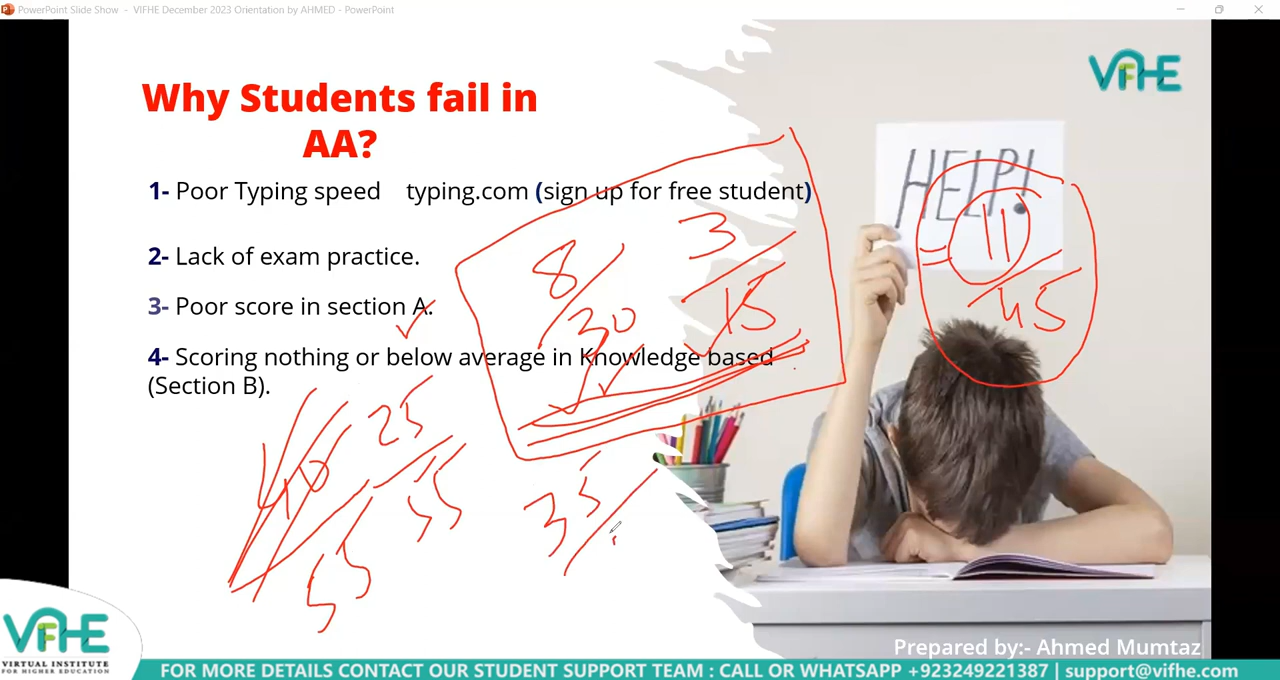 PowerPoint Slide Show - VIFHE December 2023 Orientation by AHMED - PowerPoint
VIFHE
Why Students fail in
AA?
HELP!
1- Poor Typing speed typing.com (sign up for free student)
2- Lack of exam practice.
3- Poor score in section A.
4- Scoring nothing or below average in Knowledge based
(Section B).
8/30 3/15 = 11/45
40/55 25/55 35/
Prepared by:- Ahmed Mumtaz
VIFHE
VIRTUAL INSTITUTE
FOR HIGHER EDUCATION
FOR MORE DETAILS CONTACT OUR STUDENT SUPPORT TEAM : CALL OR WHATSAPP +923249221387 | support@vifhe.com